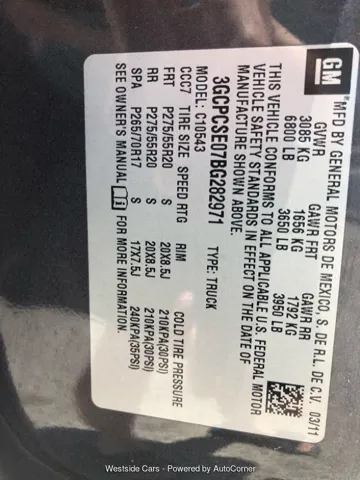 GM
MFD BY GENERAL MOTORS DE MEXICO, S. DE R.L. DE C.V. 03/11
GVWR GAWR FRT GAWR RR
3085 KG 1656 KG 1792 KG
6800 LB 3650 LB 3950 LB
THIS VEHICLE CONFORMS TO ALL APPLICABLE U.S. FEDERAL MOTOR
VEHICLE SAFETY STANDARDS IN EFFECT ON THE DATE OF
MANUFACTURE SHOWN ABOVE.
3GCPCSE07BG282971 TYPE: TRUCK
MODEL: C10543
CCC7 TIRE SIZE SPEED RTG RIM COLD TIRE PRESSURE
FRT P275/55R20 S 20X8.5J 210KPA(30PSI)
RR P275/55R20 S 20X8.5J 210KPA(30PSI)
SPA P265/70R17 S 17X7.5J 240KPA(35PSI)
SEE OWNER'S MANUAL FOR MORE INFORMATION.
Westside Cars - Powered by AutoCorner